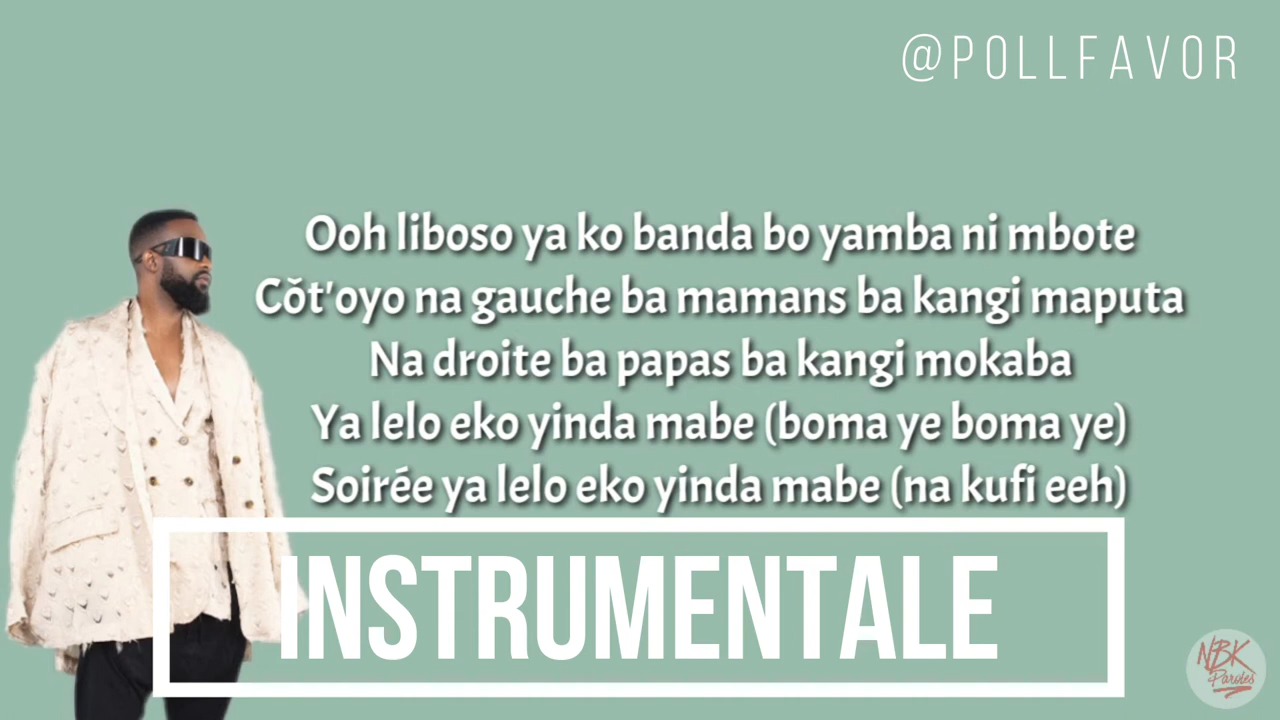 @POLLFAVOR
Ooh liboso ya ko banda bo yamba ni mbote
Cǒt'oyo na gauche ba mamans ba kangi maputa
Na droite ba papas ba kangi mokaba
Ya lelo eko yinda mabe (boma ye boma ye)
Soirée ya lelo eko yinda mabe (na kufi eeh)
INSTRUMENTALE
NBK
Paroles